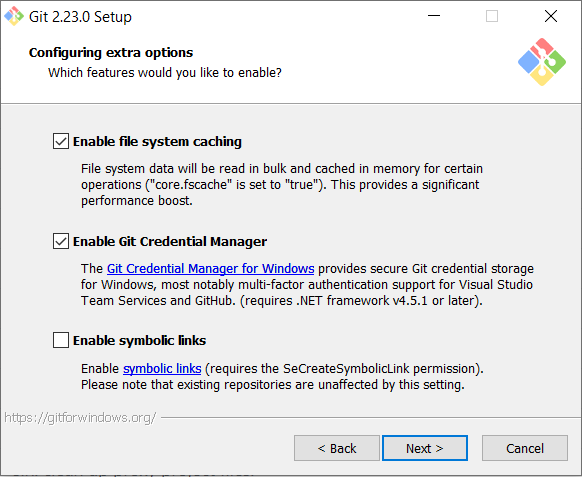 Git 2.23.0 Setup
Configuring extra options
Which features would you like to enable?
Enable file system caching
File system data will be read in bulk and cached in memory for certain
operations ("core.fscache" is set to "true"). This provides a significant
performance boost.
Enable Git Credential Manager
The Git Credential Manager for Windows provides secure Git credential storage
for Windows, most notably multi-factor authentication support for Visual Studio
Team Services and GitHub. (requires .NET framework v4.5.1 or later).
Enable symbolic links
Enable symbolic links (requires the SeCreateSymbolicLink permission).
Please note that existing repositories are unaffected by this setting.
https://gitforwindows.org/
< Back
Next >
Cancel